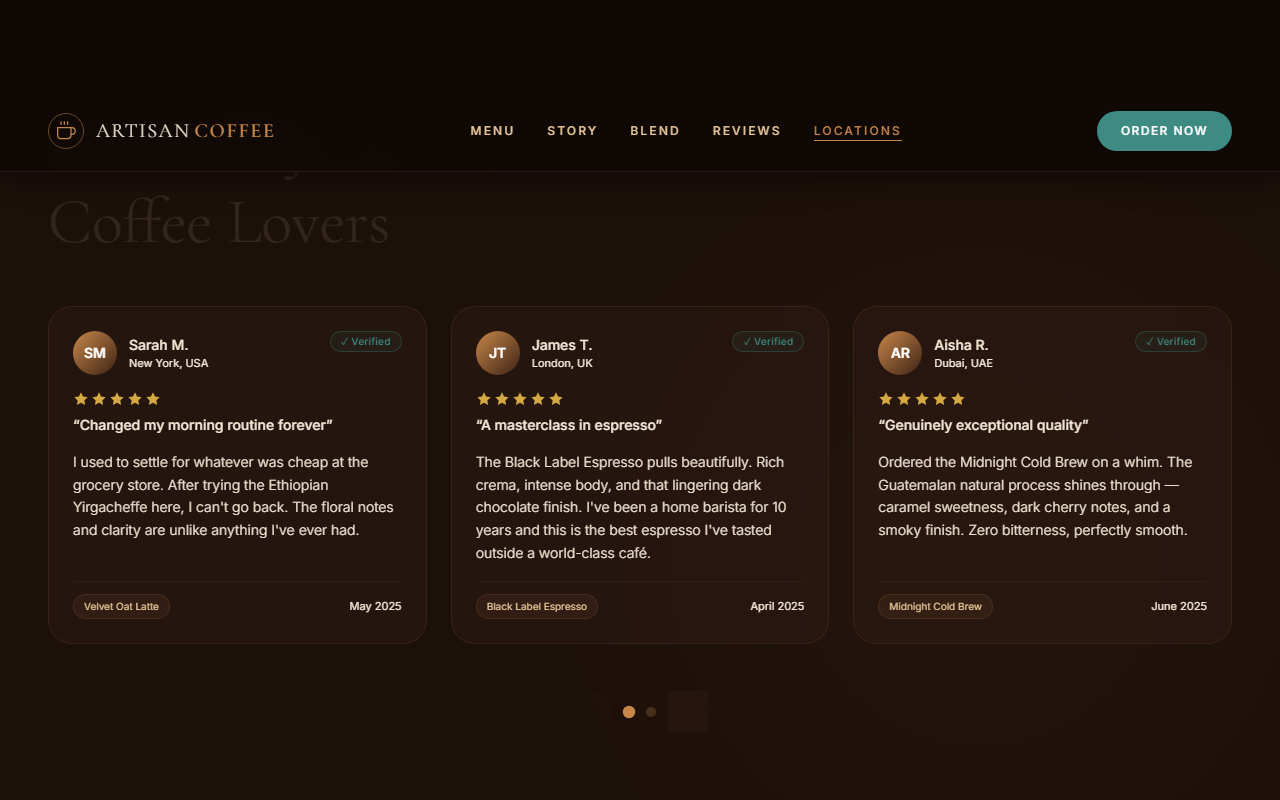 ARTISAN COFFEE
MENU STORY BLEND REVIEWS LOCATIONS
ORDER NOW
Coffee Lovers
SM
Sarah M.
New York, USA
✓ Verified
“Changed my morning routine forever”
I used to settle for whatever was cheap at the
grocery store. After trying the Ethiopian
Yirgacheffe here, I can't go back. The floral notes
and clarity are unlike anything I've ever had.
Velvet Oat Latte
May 2025
JT
James T.
London, UK
✓ Verified
“A masterclass in espresso”
The Black Label Espresso pulls beautifully. Rich
crema, intense body, and that lingering dark
chocolate finish. I've been a home barista for 10
years and this is the best espresso I've tasted
outside a world-class café.
Black Label Espresso
April 2025
AR
Aisha R.
Dubai, UAE
✓ Verified
“Genuinely exceptional quality”
Ordered the Midnight Cold Brew on a whim. The
Guatemalan natural process shines through —
caramel sweetness, dark cherry notes, and a
smoky finish. Zero bitterness, perfectly smooth.
Midnight Cold Brew
June 2025